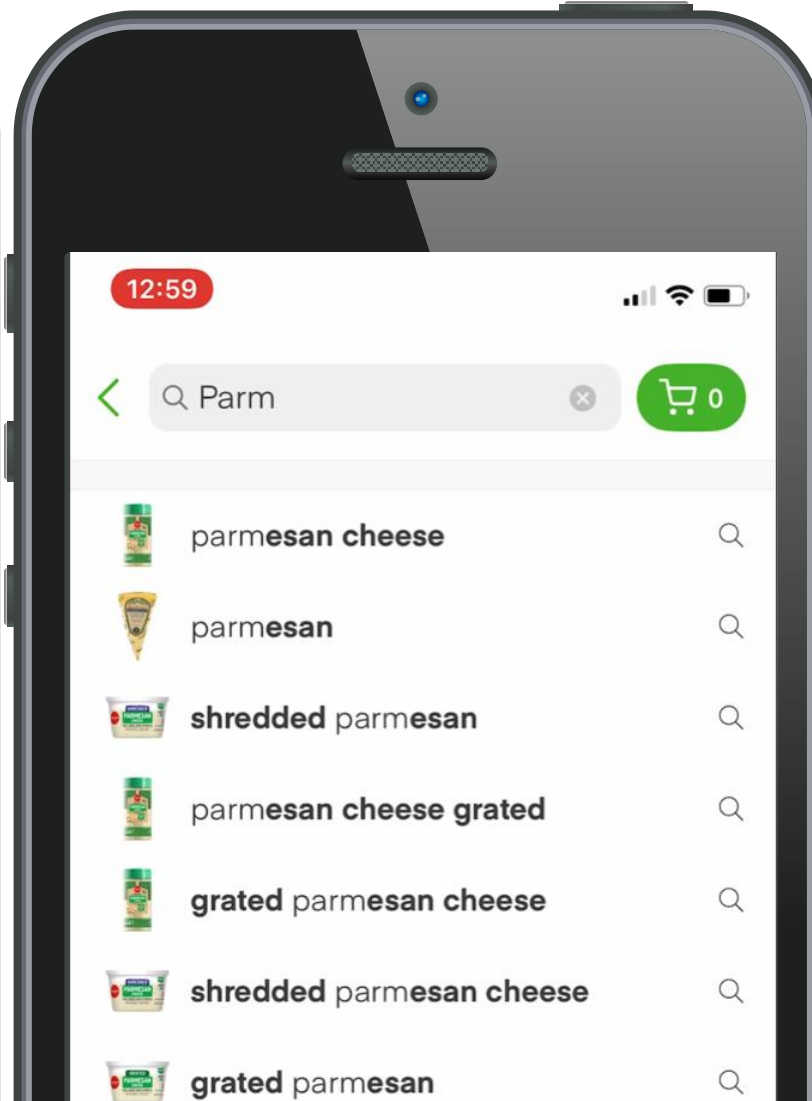 12:59
Parm
0
parmesan cheese
parmesan
shredded parmesan
parmesan cheese grated
grated parmesan cheese
shredded parmesan cheese
grated parmesan